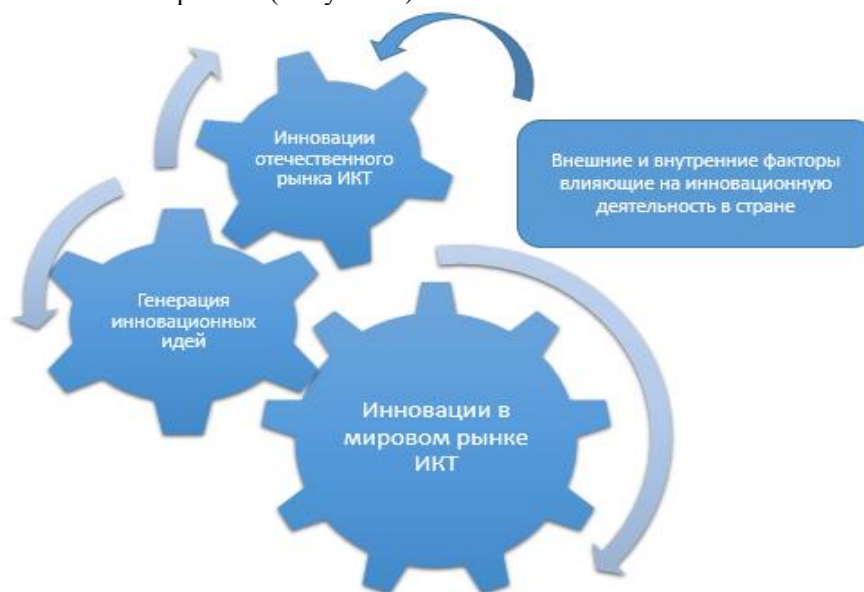 Инновации
отечественного
рынка ИКТ
Внешние и внутренние факторы
влияющие на инновационную
деятельность в стране
Генерация
инновационных
идей
Инновации в
мировом рынке
ИКТ